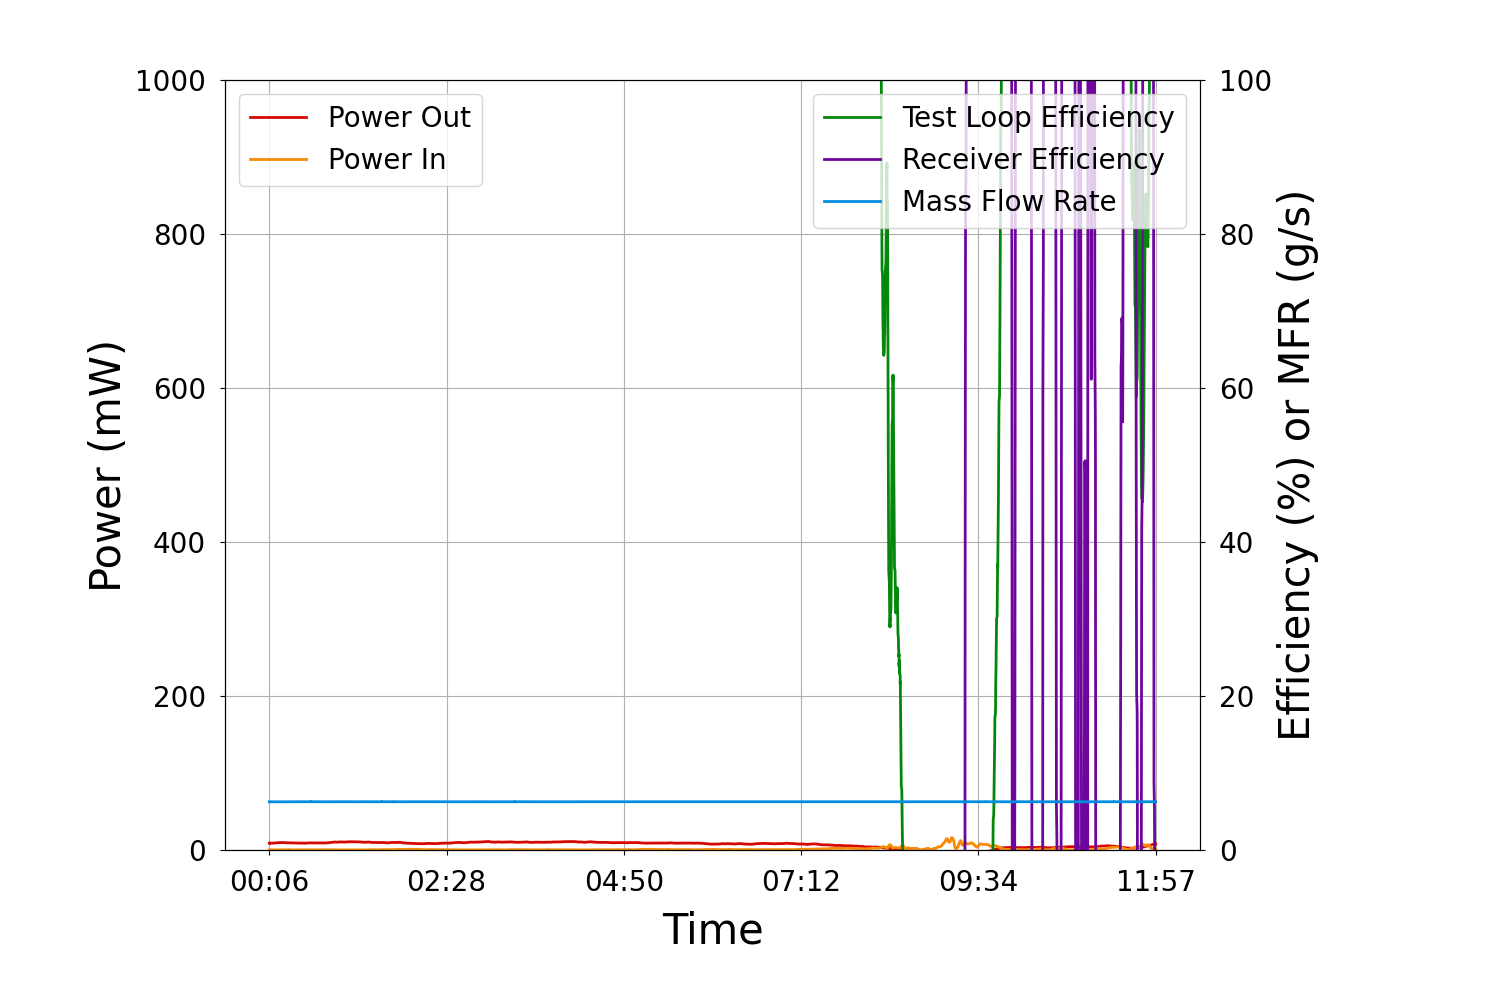 1000
800
600
400
200
0
Power (mW)
Power Out
Power In
Test Loop Efficiency
Receiver Efficiency
Mass Flow Rate
100
80
60
40
20
0
Efficiency (%) or MFR (g/s)
00:06 02:28 04:50 07:12 09:34 11:57
Time